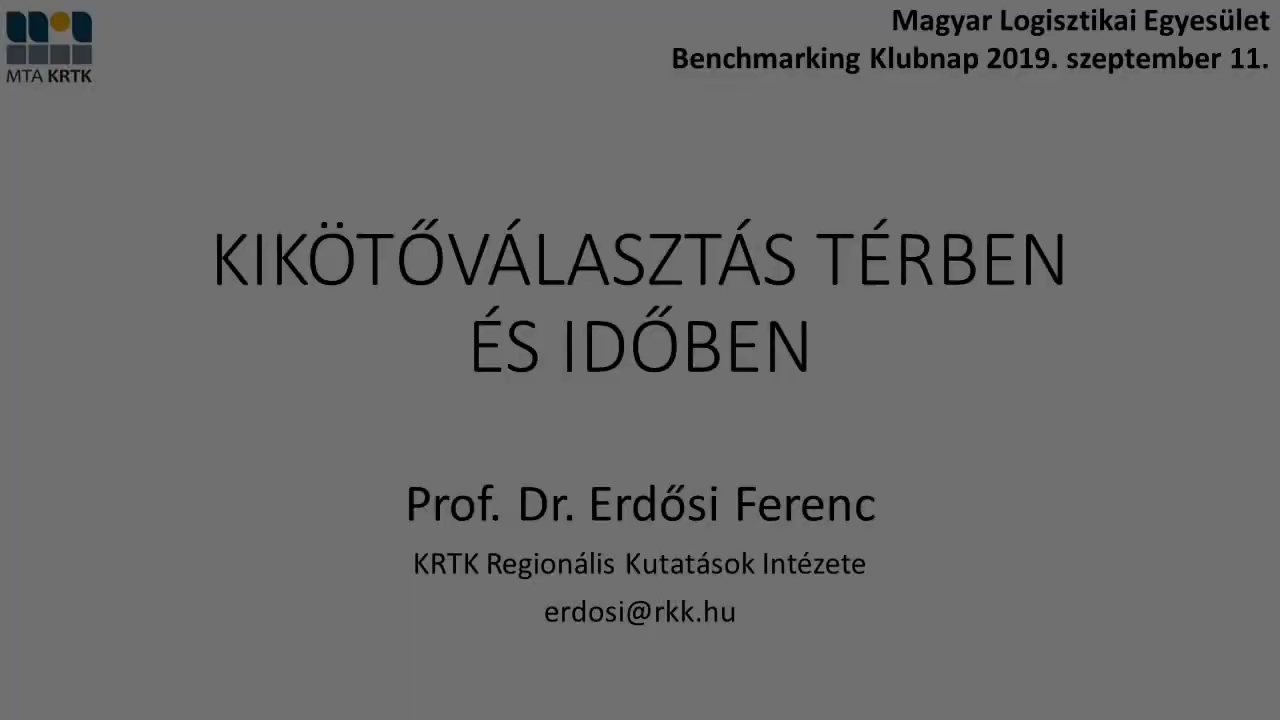 MTA KRTK
Magyar Logisztikai Egyesület
Benchmarking Klubnap 2019. szeptember 11.
KIKÖTŐVÁLASZTÁS TÉRBEN
ÉS IDŐBEN
Prof. Dr. Erdősi Ferenc
KRTK Regionális Kutatások Intézete
erdosi@rkk.hu